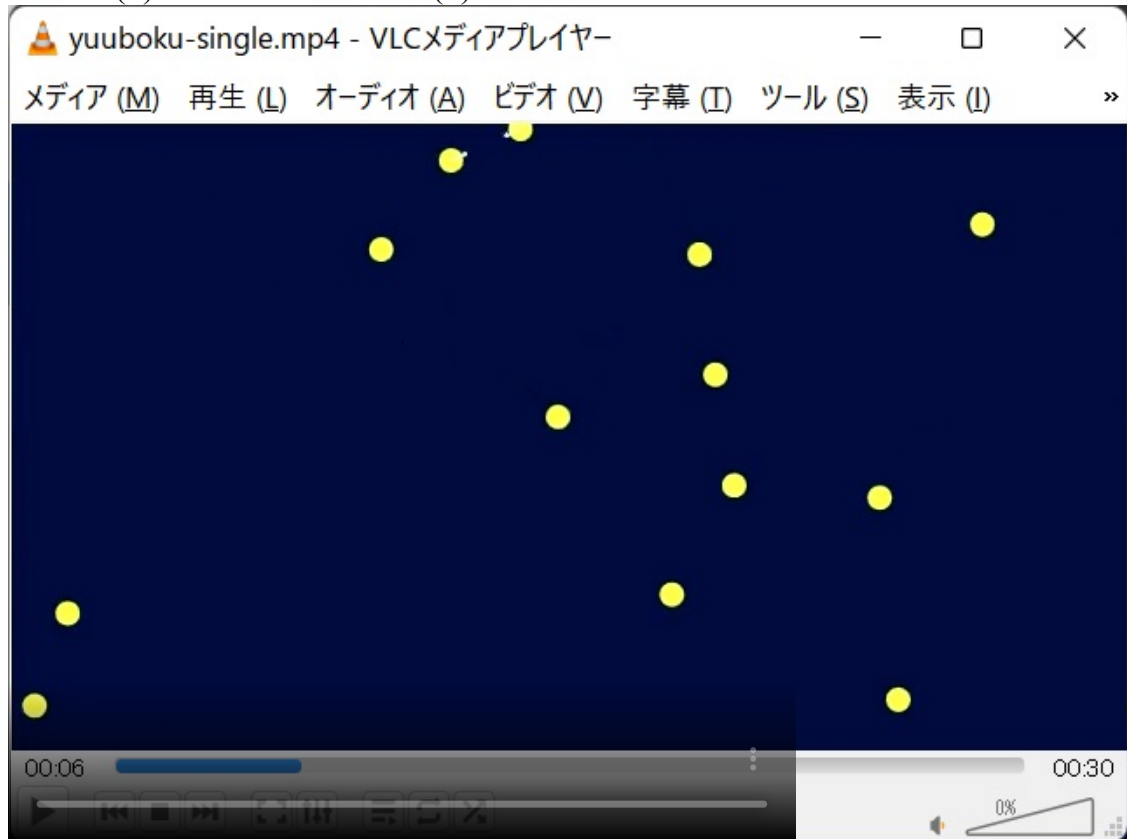 yuuboku-single.mp4 - VLCメディアプレイヤー
メディア (M) 再生 (L) オーディオ (A) ビデオ (V) 字幕 (T) ツール (S) 表示 (I) »
00:06 00:30
0%